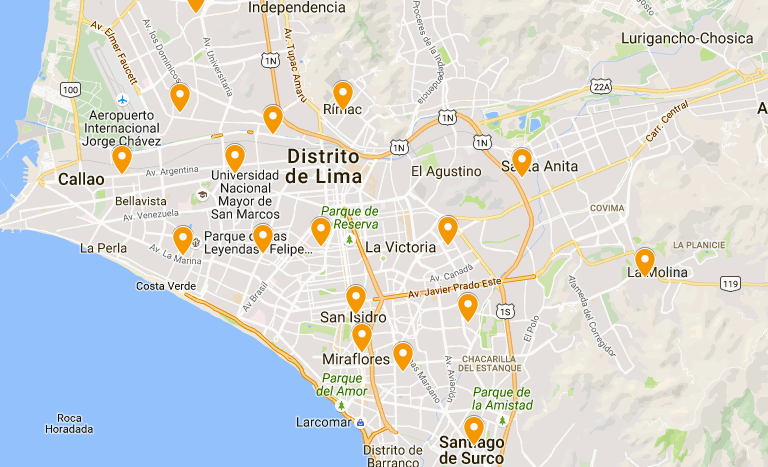 Independencia
Av. Elmer Faucett
Av. los Dominicos
Av. Universitaria
Av. Tupac Amaru
Próceres de la Independencia
Lurigancho-Chosica
1N
100
22A
Aeropuerto
Internacional
Jorge Chávez
Rímac
1N
1N
1N
Carr. Central
A
Distrito
de Lima
Santa Anita
Callao
Av. Argentina
El Agustino
Universidad
Nacional
Mayor de
San Marcos
Bellavista
Av. Venezuela
COVIMA
Parque de
Reserva
La Perla
Av. La Marina
Parque de las
Leyendas - Felipe...
La Victoria
LA PLANICIE
La Molina
Av. Canadá
Costa Verde
Av. Brasil
Av. Javier Prado Este
119
Alameda del Corregidor
San Isidro
1S
El Polo
Miraflores
CHACARILLA
DEL ESTANQUE
Av. Aviación
Parque
del Amor
Parque de
la Amistad
Roca
Horadada
Larcomar
Santiago
de Surco
Distrito de
Barranco